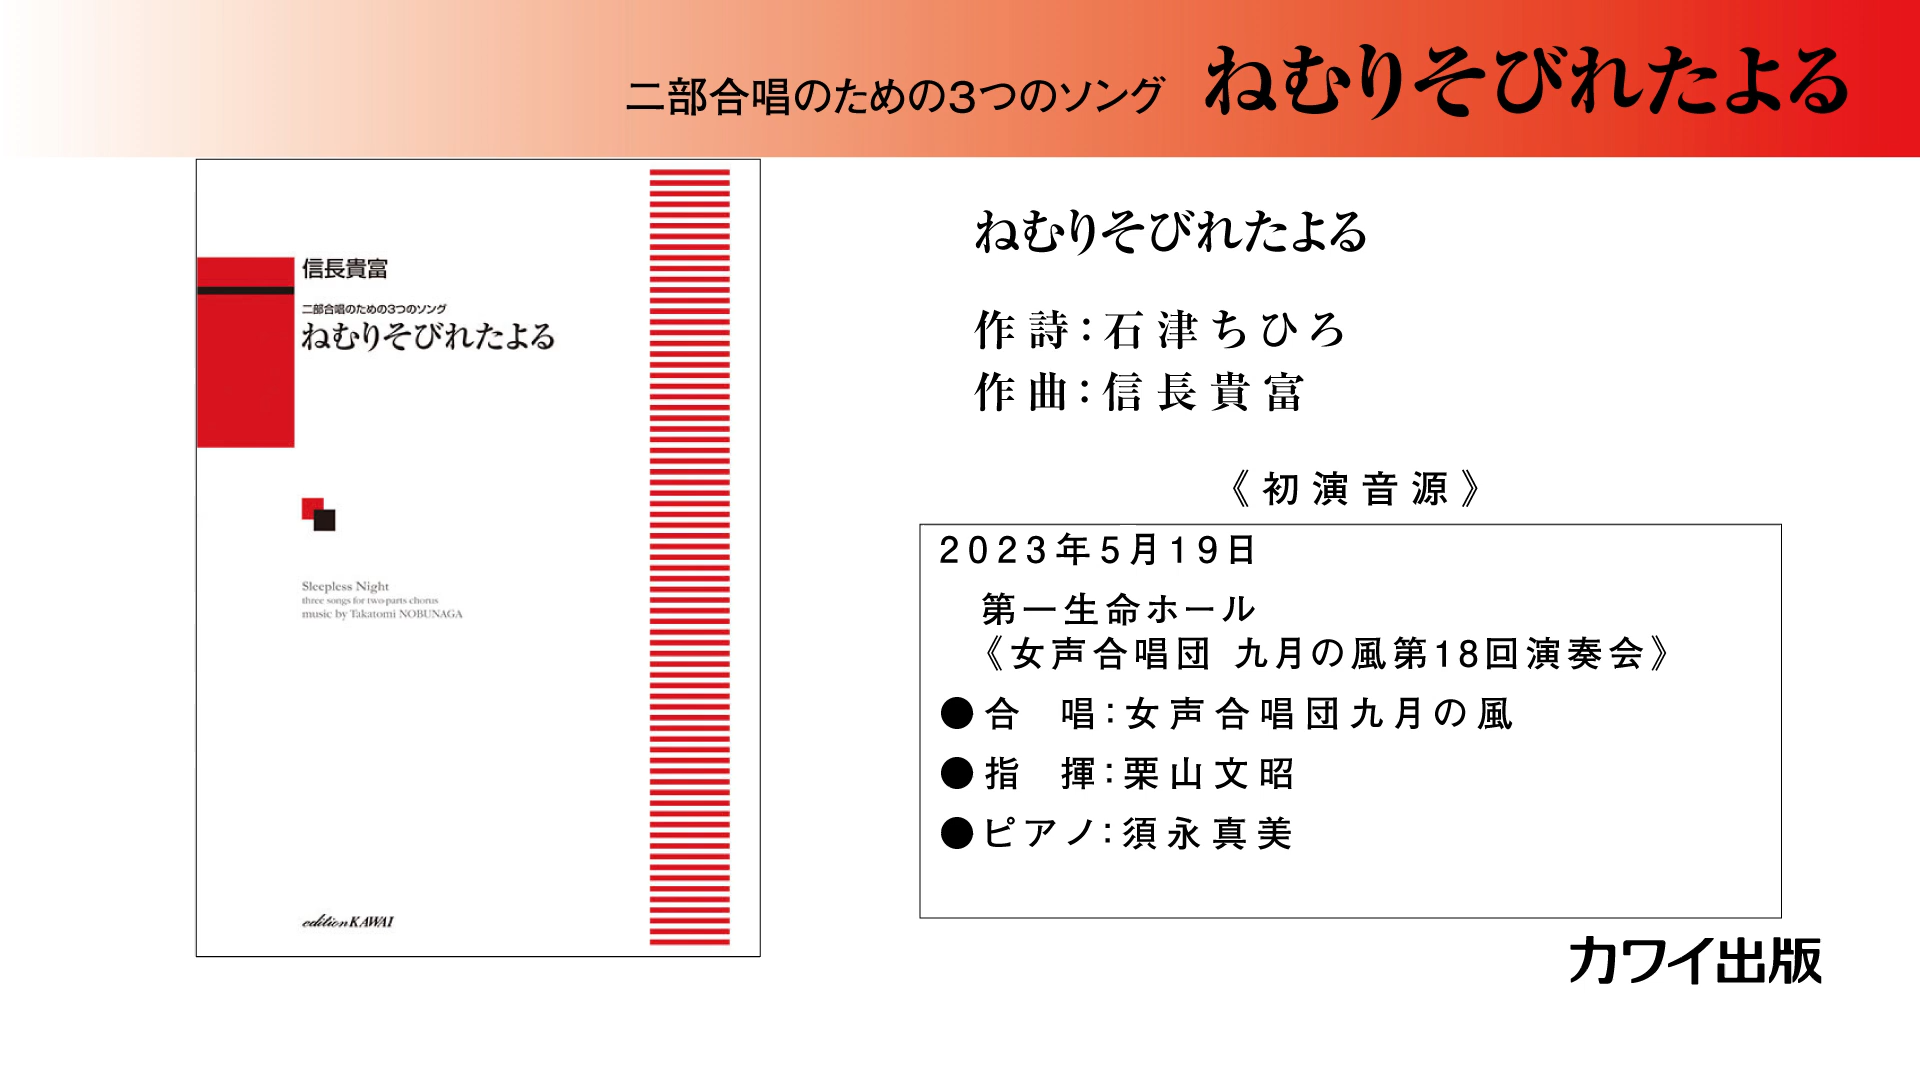 二部合唱のための3つのソング ねむりそびれたよる
信長貴富
二部合唱のための3つのソング
ねむりそびれたよる
Sleepless Night
three songs for two-parts chorus
music by Takatomi NOBUNAGA
edition KAWAI
ねむりそびれたよる
作詩：石津ちひろ
作曲：信長貴富
《初演音源》
2023年5月19日
第一生命ホール
《女声合唱団 九月の風第18回演奏会》
●合　唱：女声合唱団九月の風
●指　揮：栗山文昭
●ピアノ：須永真美
カワイ出版